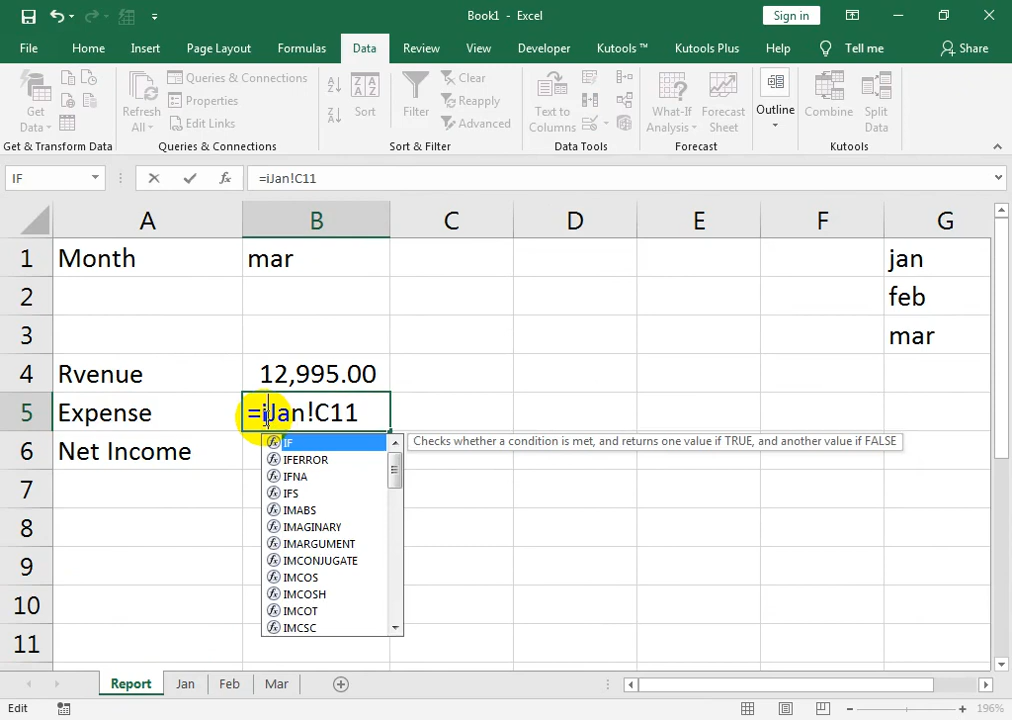 Book1 - Excel
Sign in
File Home Insert Page Layout Formulas Data Review View Developer Kutools ™ Kutools Plus Help Tell me Share
Get Data
Refresh All
Queries & Connections
Properties
Edit Links
Sort
Filter
Clear
Reapply
Advanced
Text to Columns
What-If Analysis
Forecast Sheet
Outline
Combine
Split Data
Get & Transform Data Queries & Connections Sort & Filter Data Tools Forecast Kutools
IF fx =iJan!C11
A B C D E F G
1 Month mar jan
2 feb
3 mar
4 Rvenue 12,995.00
5 Expense =iJan!C11
6 Net Income
IF Checks whether a condition is met, and returns one value if TRUE, and another value if FALSE
IFERROR
IFNA
7
IFS
IMABS
8
IMAGINARY
IMARGUMENT
9
IMCONJUGATE
IMCOS
10
IMCOSH
IMCOT
11
IMCSC
Report Jan Feb Mar
Edit 196%